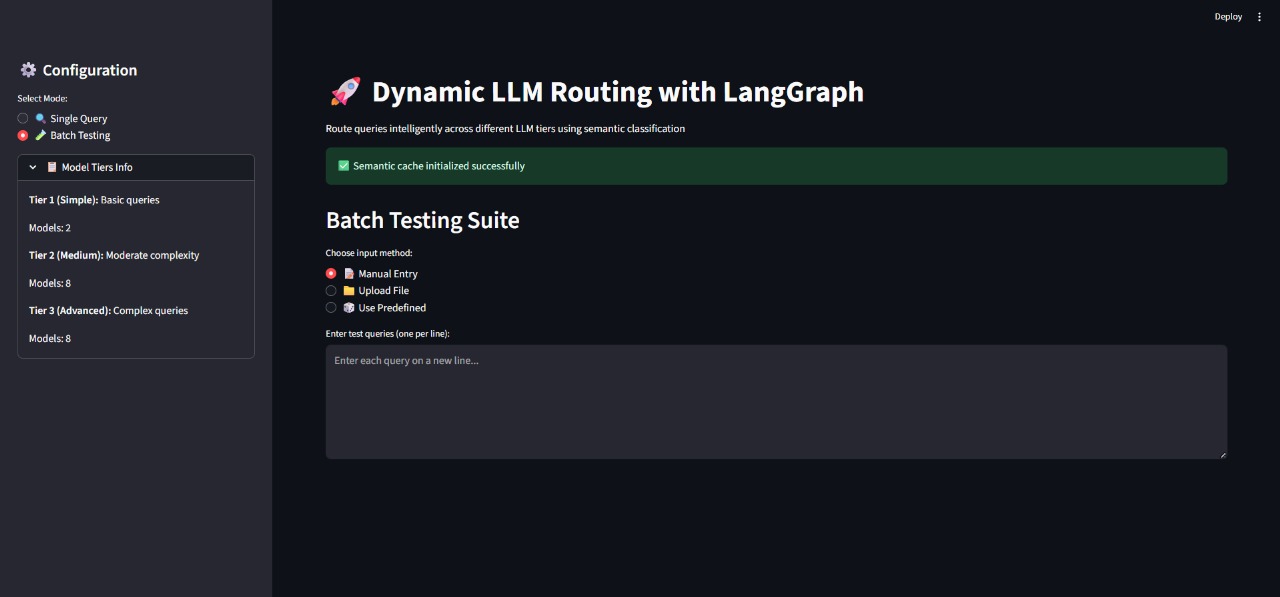 Deploy
Configuration
Select Mode:
Single Query
Batch Testing
Model Tiers Info
Tier 1 (Simple): Basic queries
Models: 2
Tier 2 (Medium): Moderate complexity
Models: 8
Tier 3 (Advanced): Complex queries
Models: 8
Dynamic LLM Routing with LangGraph
Route queries intelligently across different LLM tiers using semantic classification
Semantic cache initialized successfully
Batch Testing Suite
Choose input method:
Manual Entry
Upload File
Use Predefined
Enter test queries (one per line):
Enter each query on a new line...